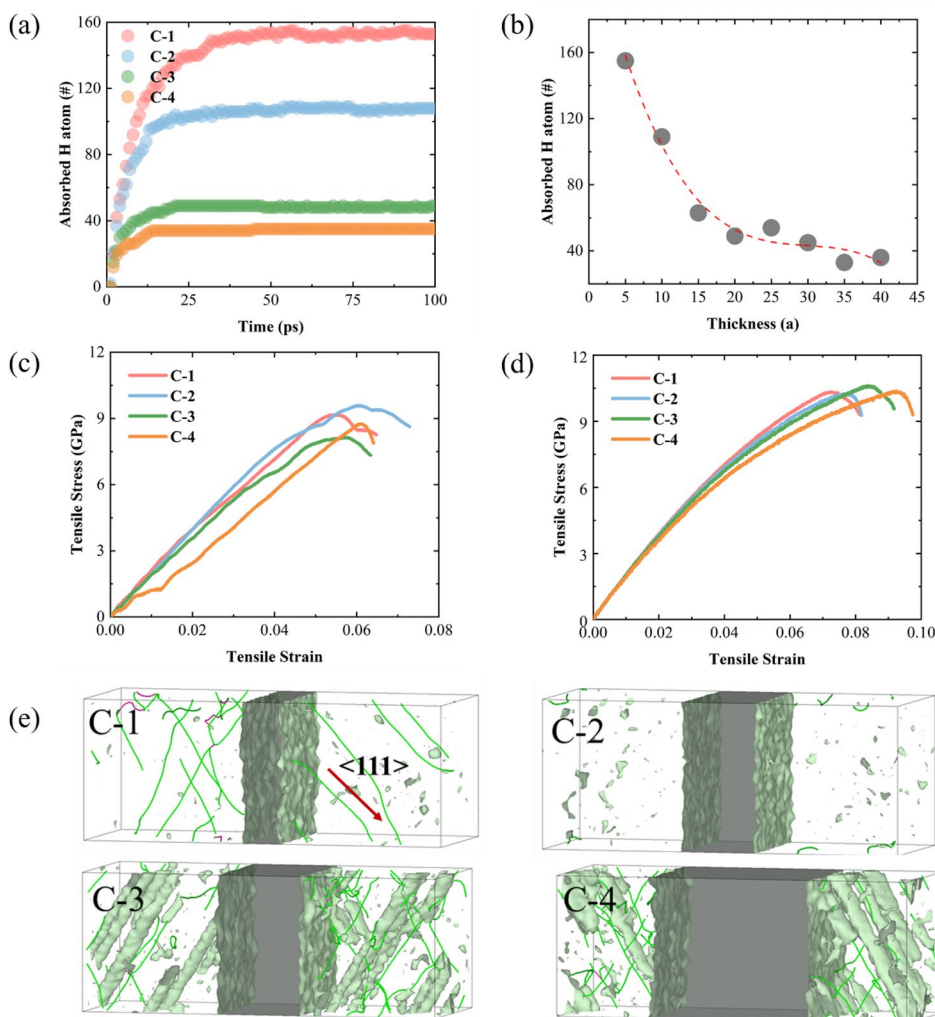 (a)
Absorbed H atom (#)
160
120
80
40
0
C-1
C-2
C-3
C-4
0 25 50 75 100
Time (ps)
(b)
Absorbed H atom (#)
160
120
80
40
0 5 10 15 20 25 30 35 40 45
Thickness (a)
(c)
Tensile Stress (GPa)
12
9
6
3
0
C-1
C-2
C-3
C-4
0.00 0.02 0.04 0.06 0.08
Tensile Strain
(d)
Tensile Stress (GPa)
12
9
6
3
0
C-1
C-2
C-3
C-4
0.00 0.02 0.04 0.06 0.08 0.10
Tensile Strain
(e)
C-1
<111>
C-2
C-3
C-4